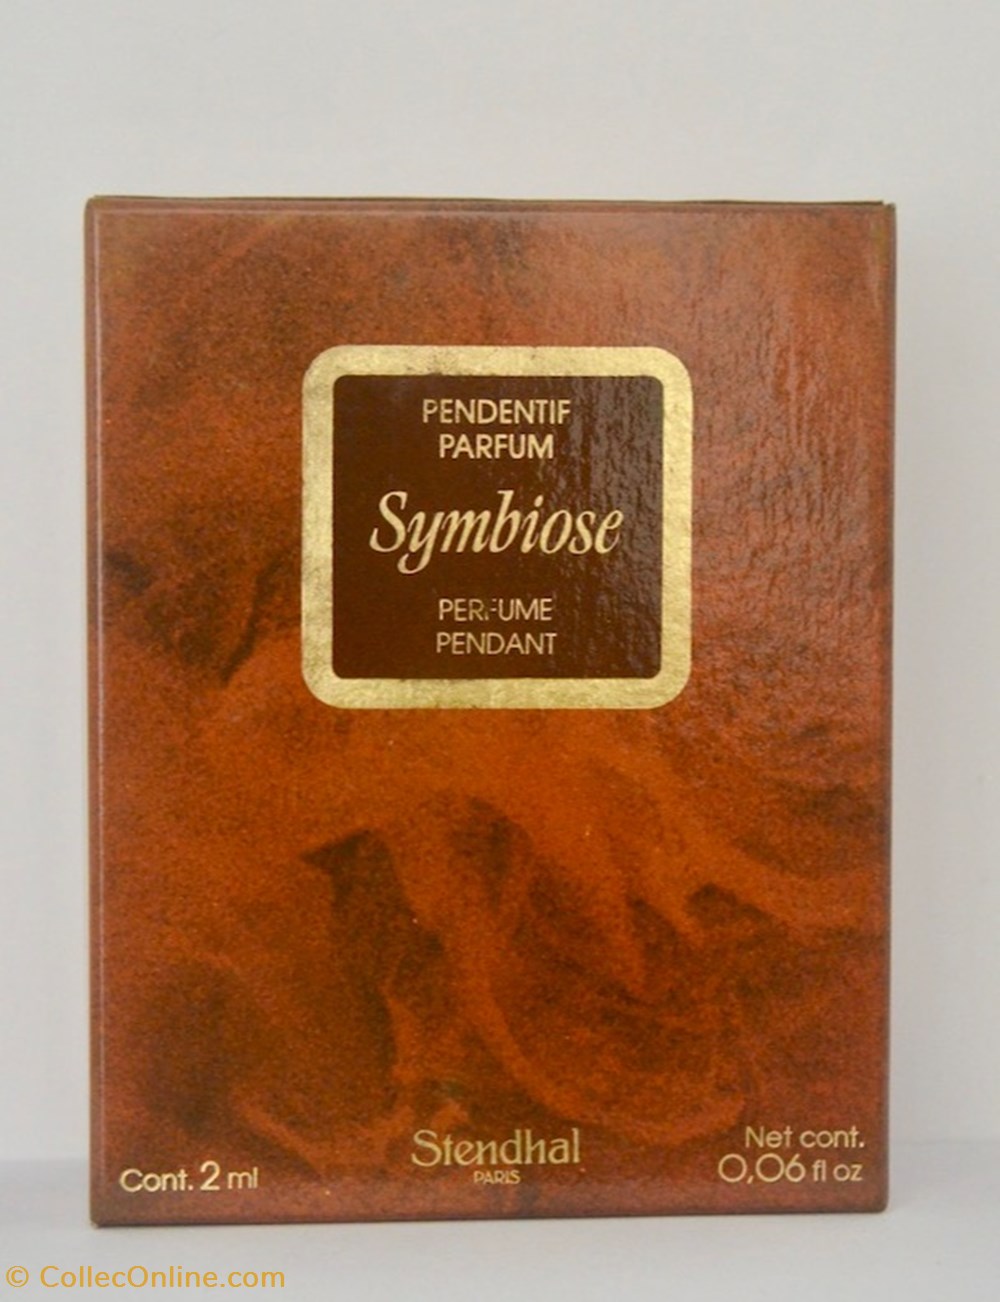 PENDENTIF
PARFUM
Symbiose
PERFUME
PENDANT
Cont. 2 ml
Stendhal
PARIS
Net cont.
0,06 fl oz
© CollecOnline.com